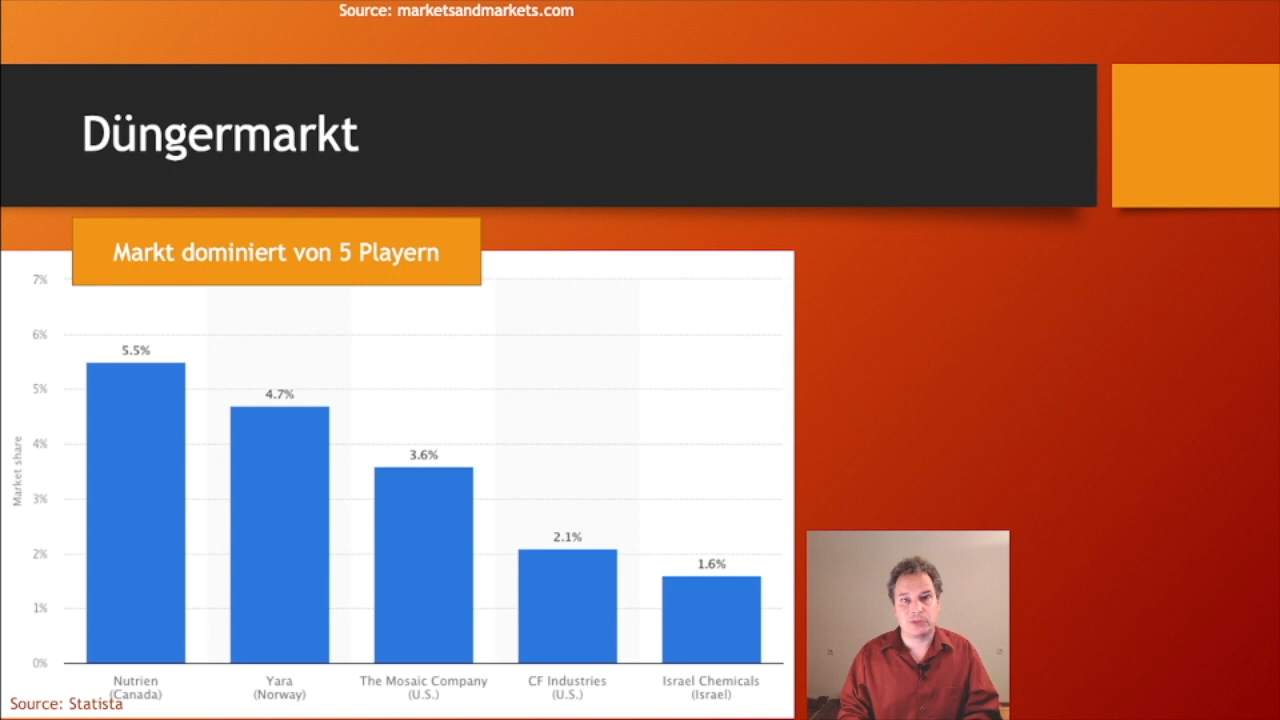 Source: marketsandmarkets.com
Düngermarkt
Markt dominiert von 5 Playern
7%
6%
5%
4%
3%
2%
1%
0%
Market share
5.5%
4.7%
3.6%
2.1%
1.6%
Nutrien
(Canada)
Yara
(Norway)
The Mosaic Company
(U.S.)
CF Industries
(U.S.)
Israel Chemicals
(Israel)
Source: Statista